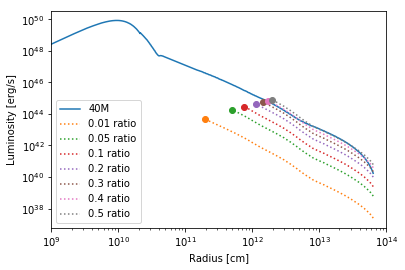 Luminosity [erg/s]
10^50
10^48
10^46
10^44
10^42
10^40
10^38
40M
0.01 ratio
0.05 ratio
0.1 ratio
0.2 ratio
0.3 ratio
0.4 ratio
0.5 ratio
10^9 10^10 10^11 10^12 10^13 10^14
Radius [cm]